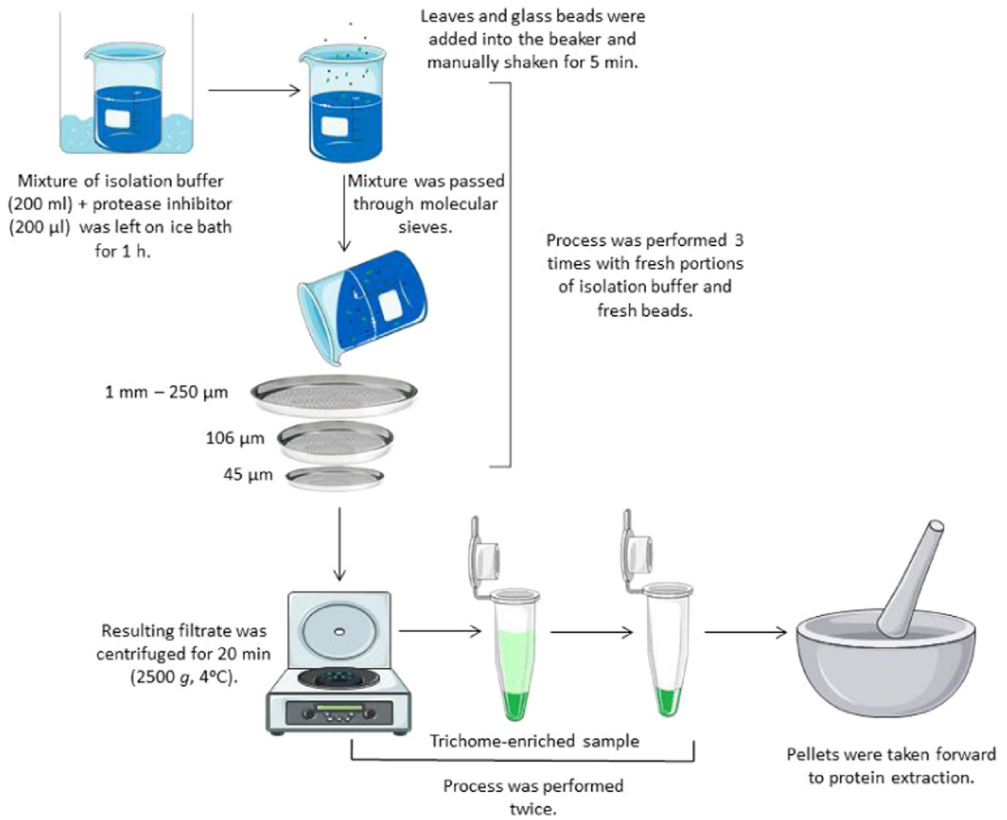 Leaves and glass beads were
added into the beaker and
manually shaken for 5 min.
Mixture of isolation buffer
(200 ml) + protease inhibitor
(200 µl) was left on ice bath
for 1 h.
Mixture was passed
through molecular
sieves.
Process was performed 3
times with fresh portions
of isolation buffer and
fresh beads.
1 mm – 250 µm
106 µm
45 µm
Resulting filtrate was
centrifuged for 20 min
(2500 g, 4ºC).
Trichome-enriched sample
Process was performed
twice.
Pellets were taken forward
to protein extraction.